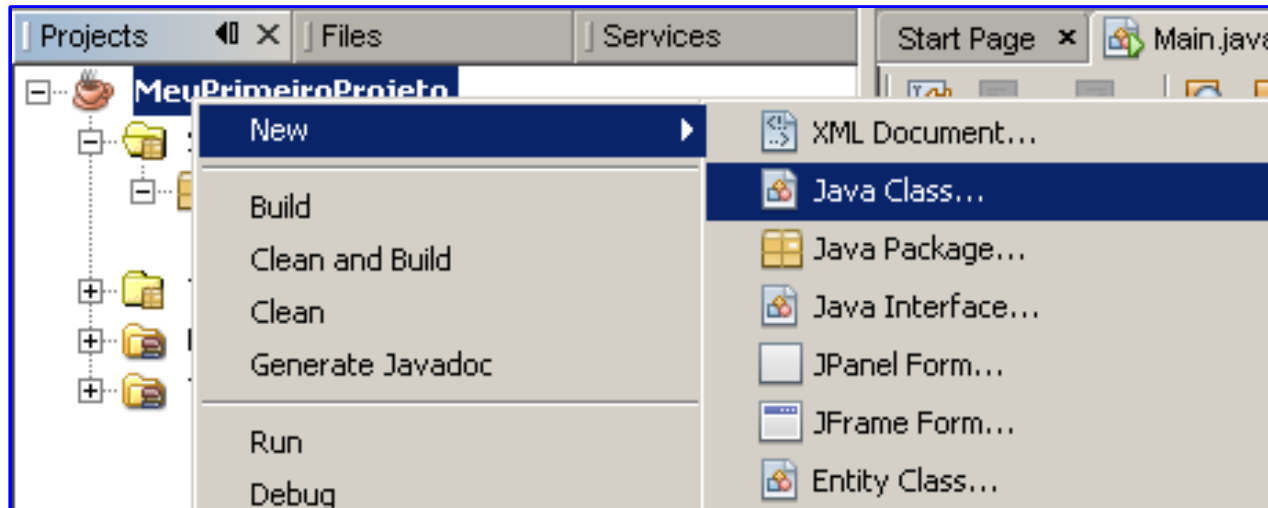 Projects Files Services Start Page Main.java
MeuPrimeiroProjeto
New
Build
Clean and Build
Clean
Generate Javadoc
Run
Debug
XML Document...
Java Class...
Java Package...
Java Interface...
JPanel Form...
JFrame Form...
Entity Class...